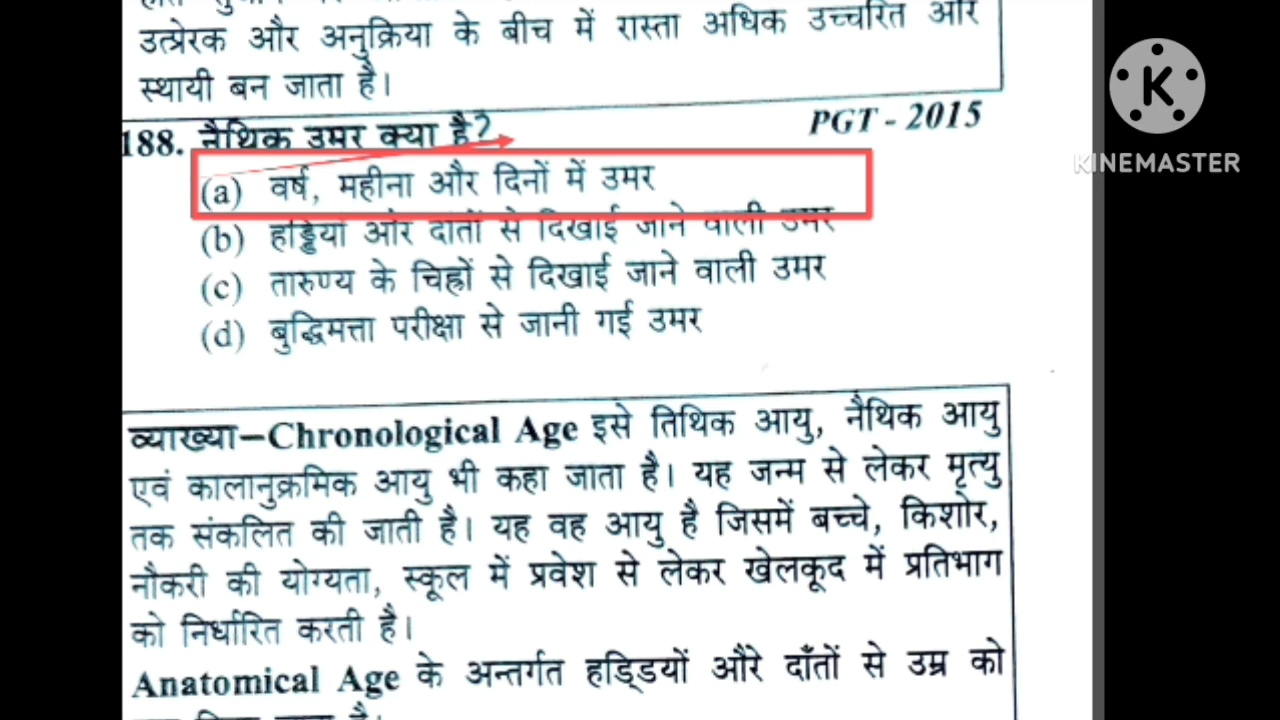 उत्प्रेरक और अनुक्रिया के बीच में रास्ता अधिक उच्चरित और
स्थायी बन जाता है।
188. नैथिक उमर क्या है? PGT - 2015
(a) वर्ष, महीना और दिनों में उमर
(b) हड्डियों और दांतों से दिखाई जाने वाली उमर
(c) तारुण्य के चिह्नों से दिखाई जाने वाली उमर
(d) बुद्धिमत्ता परीक्षा से जानी गई उमर
व्याख्या–Chronological Age इसे तिथिक आयु, नैथिक आयु
एवं कालानुक्रमिक आयु भी कहा जाता है। यह जन्म से लेकर मृत्यु
तक संकलित की जाती है। यह वह आयु है जिसमें बच्चे, किशोर,
नौकरी की योग्यता, स्कूल में प्रवेश से लेकर खेलकूद में प्रतिभाग
को निर्धारित करती है।
Anatomical Age के अन्तर्गत हड्डियों औरे दाँतों से उम्र को
K
KINEMASTER